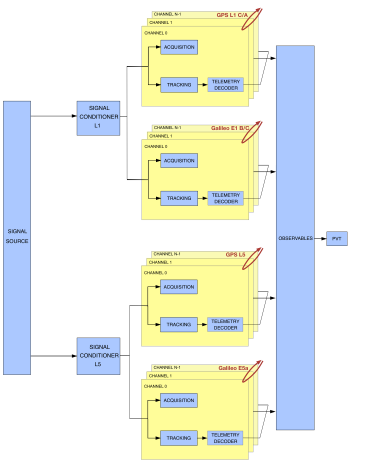 CHANNEL N-1
GPS L1 C/A
CHANNEL 1
CHANNEL 0
ACQUISITION
TRACKING
TELEMETRY
DECODER
SIGNAL
CONDITIONER
L1
CHANNEL N-1
Galileo E1 B/C
CHANNEL 1
CHANNEL 0
ACQUISITION
TRACKING
TELEMETRY
DECODER
SIGNAL
SOURCE
OBSERVABLES
PVT
CHANNEL N-1
GPS L5
CHANNEL 1
CHANNEL 0
ACQUISITION
TRACKING
TELEMETRY
DECODER
SIGNAL
CONDITIONER
L5
CHANNEL N-1
Galileo E5a
CHANNEL 1
CHANNEL 0
ACQUISITION
TRACKING
TELEMETRY
DECODER